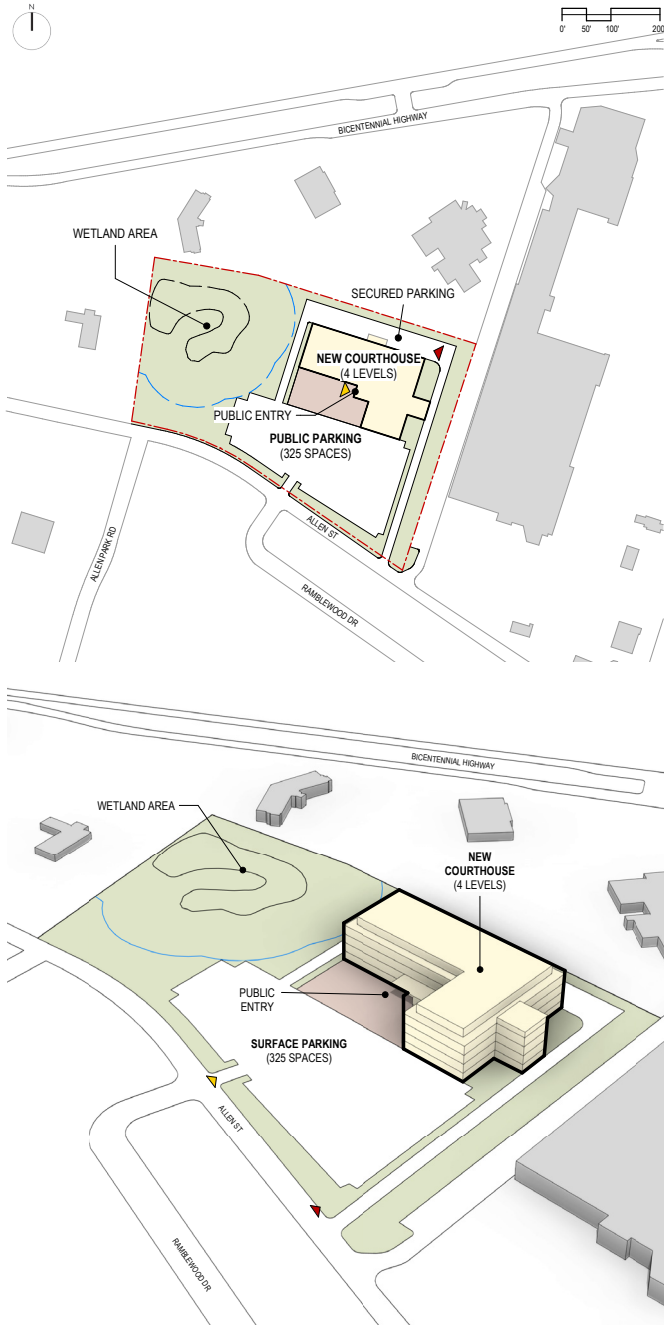 N
0' 50' 100' 200'
BICENTENNIAL HIGHWAY
WETLAND AREA
SECURED PARKING
NEW COURTHOUSE
(4 LEVELS)
PUBLIC ENTRY
PUBLIC PARKING
(325 SPACES)
ALLEN ST
ALLEN PARK RD
RAMBLEWOOD DR
BICENTENNIAL HIGHWAY
WETLAND AREA
NEW
COURTHOUSE
(4 LEVELS)
PUBLIC
ENTRY
SURFACE PARKING
(325 SPACES)
ALLEN ST
RAMBLEWOOD DR